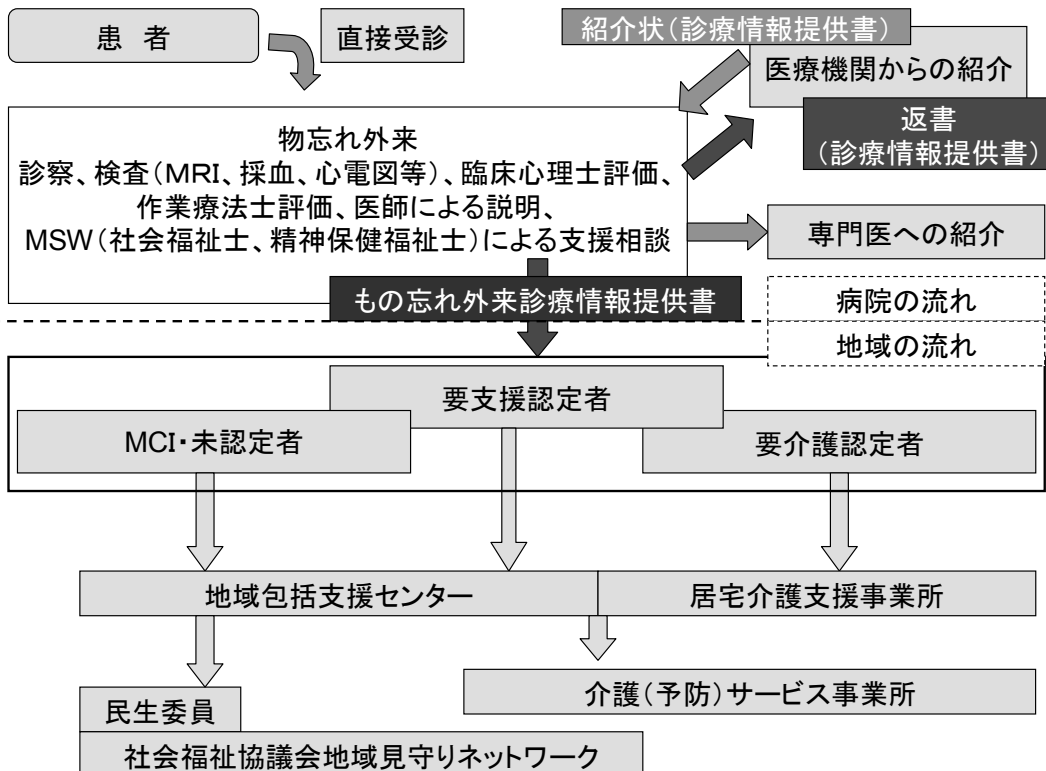 患 者
直接受診
紹介状(診療情報提供書)
医療機関からの紹介
返書
(診療情報提供書)
物忘れ外来
診察、検査(MRI、採血、心電図等)、臨床心理士評価、
作業療法士評価、医師による説明、
MSW(社会福祉士、精神保健福祉士)による支援相談
専門医への紹介
もの忘れ外来診療情報提供書
病院の流れ
地域の流れ
要支援認定者
MCI・未認定者
要介護認定者
地域包括支援センター
居宅介護支援事業所
介護(予防)サービス事業所
民生委員
社会福祉協議会地域見守りネットワーク